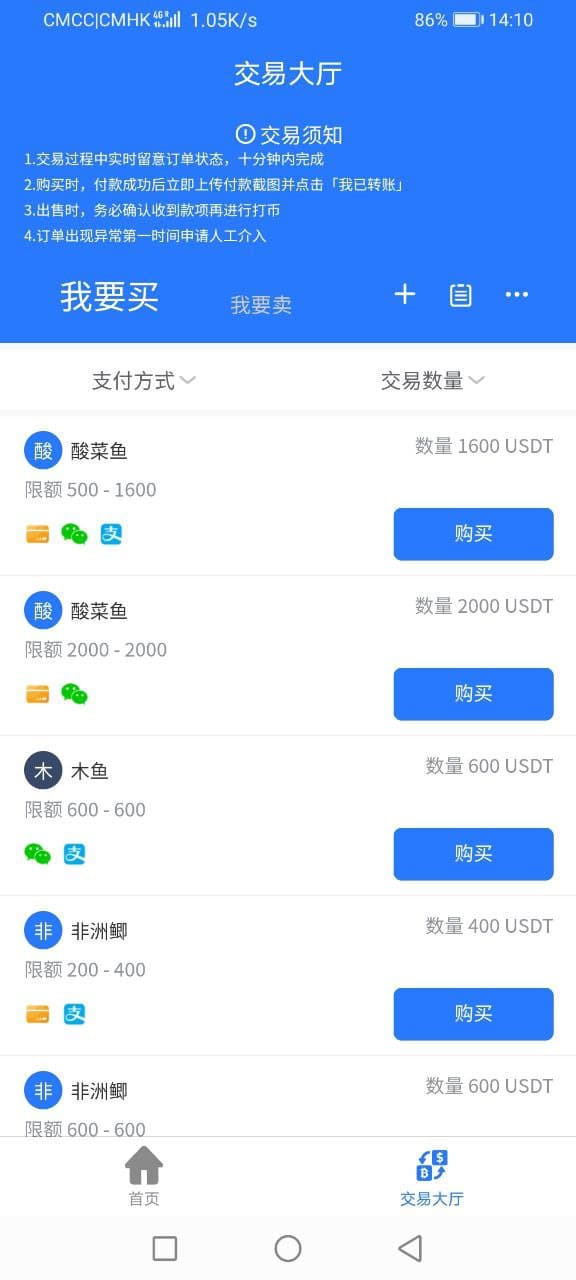 CMCC|CMHK 4G 1.05K/s 86% 14:10
交易大厅
交易须知
1.交易过程中实时留意订单状态，十分钟内完成
2.购买时，付款成功后立即上传付款截图并点击「我已转账」
3.出售时，务必确认收到款项再进行打币
4.订单出现异常第一时间申请人工介入
我要买 我要卖
支付方式 交易数量
酸 酸菜鱼 数量 1600 USDT
限额 500 - 1600
支 购买
酸 酸菜鱼 数量 2000 USDT
限额 2000 - 2000
购买
木 木鱼 数量 600 USDT
限额 600 - 600
支 购买
非 非洲鲫 数量 400 USDT
限额 200 - 400
支 购买
非 非洲鲫 数量 600 USDT
限额 600 - 600
首页 交易大厅